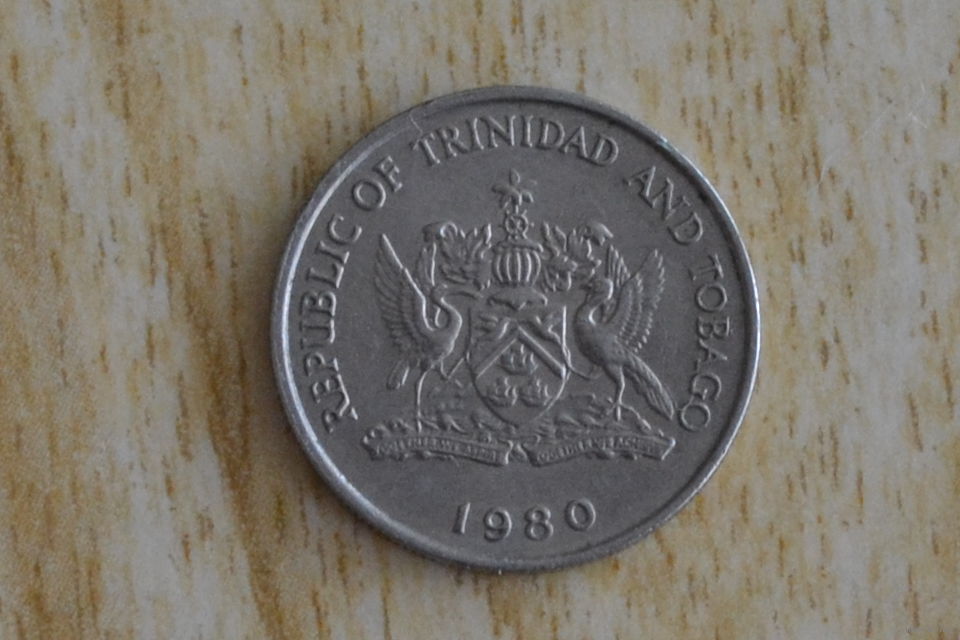 REPUBLIC OF TRINIDAD AND TOBAGO
1980